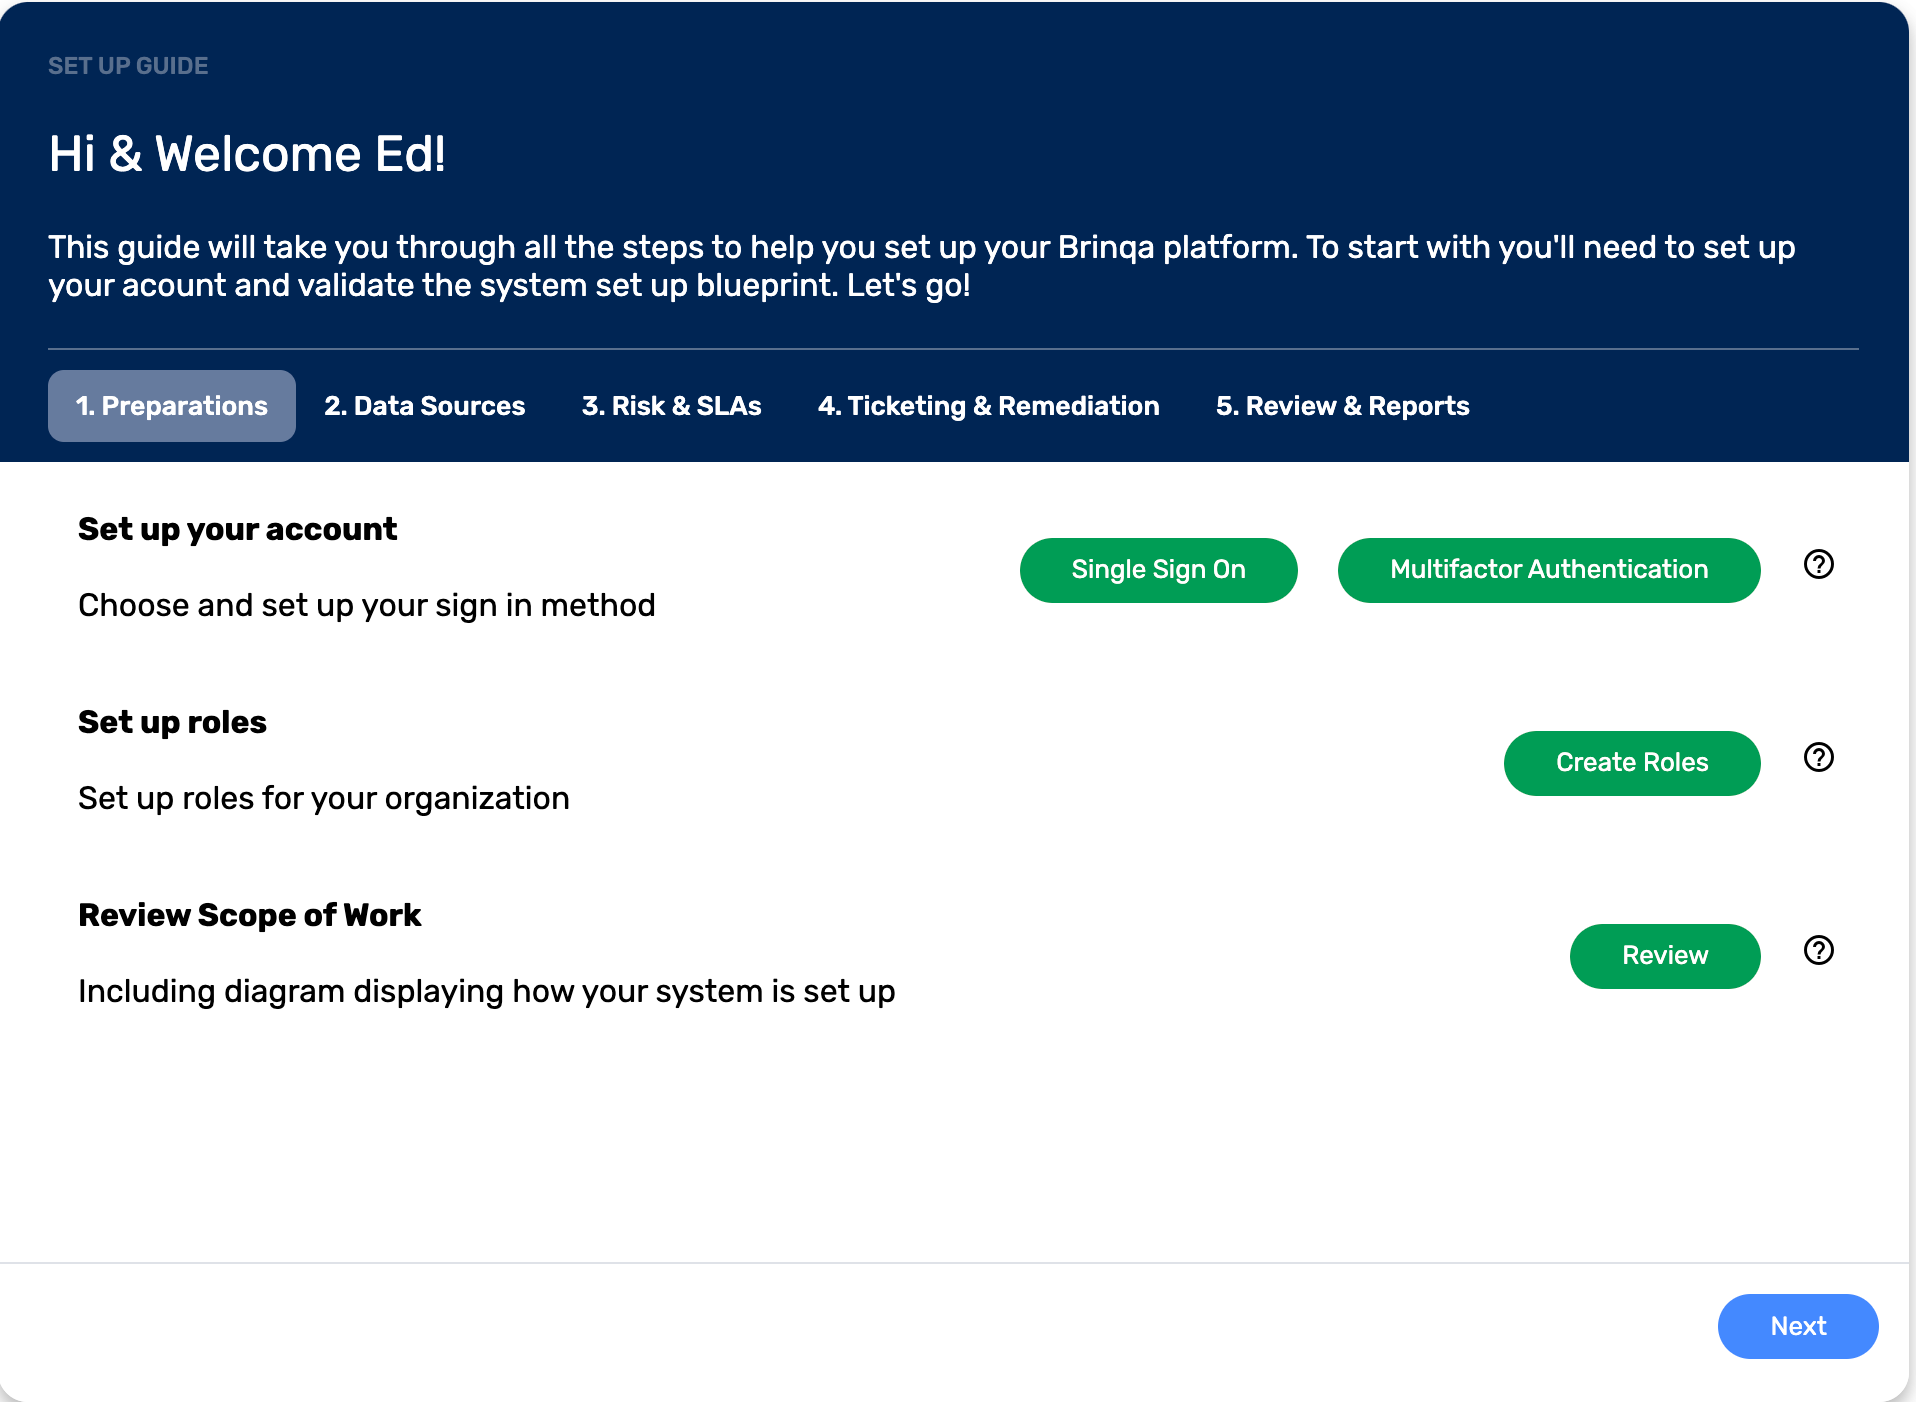 SET UP GUIDE
Hi & Welcome Ed!
This guide will take you through all the steps to help you set up your Brinqa platform. To start with you'll need to set up
your acount and validate the system set up blueprint. Let's go!
1. Preparations 2. Data Sources 3. Risk & SLAs 4. Ticketing & Remediation 5. Review & Reports
Set up your account
Single Sign On Multifactor Authentication ?
Choose and set up your sign in method
Set up roles
Create Roles ?
Set up roles for your organization
Review Scope of Work
Review ?
Including diagram displaying how your system is set up
Next